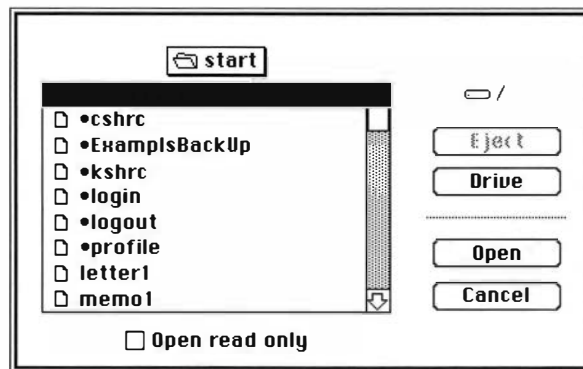 start
•cshrc
•ExamplsBackUp
•kshrc
•login
•logout
•profile
letter1
memo1
Open read only
/
Eject
Drive
Open
Cancel